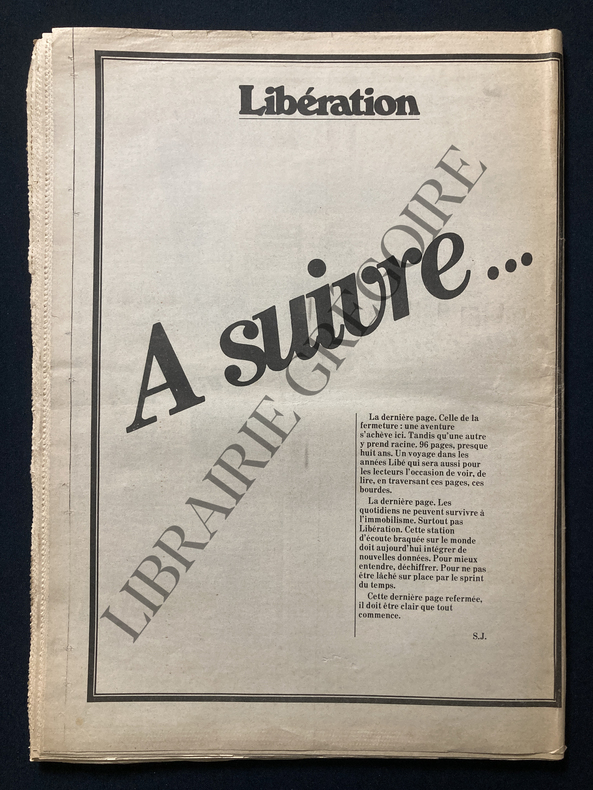 Libération
A suivre...
La dernière page. Celle de la
fermeture : une aventure
s'achève ici. Tandis qu'une autre
y prend racine. 96 pages, presque
huit ans. Un voyage dans les
années Libé qui sera aussi pour
les lecteurs l'occasion de voir, de
lire, en traversant ces pages, ces
bourdes.
La dernière page. Les
quotidiens ne peuvent survivre à
l'immobilisme. Surtout pas
Libération. Cette station
d'écoute braquée sur le monde
doit aujourd'hui intégrer de
nouvelles données. Pour mieux
entendre, déchiffrer. Pour ne pas
être lâché sur place par le sprint
du temps.
Cette dernière page refermée,
il doit être clair que tout
commence.
S.J.
LIBRAIRIE GRÉGOIRE